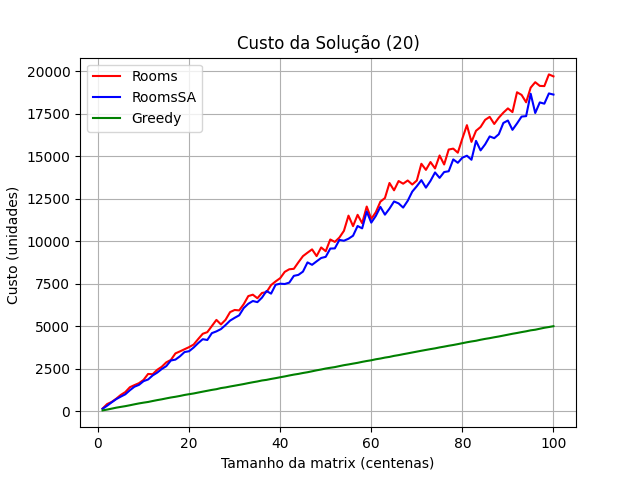 Custo da Solução (20)
Rooms
RoomsSA
Greedy
Custo (unidades)
20000
17500
15000
12500
10000
7500
5000
2500
0
0 20 40 60 80 100
Tamanho da matrix (centenas)